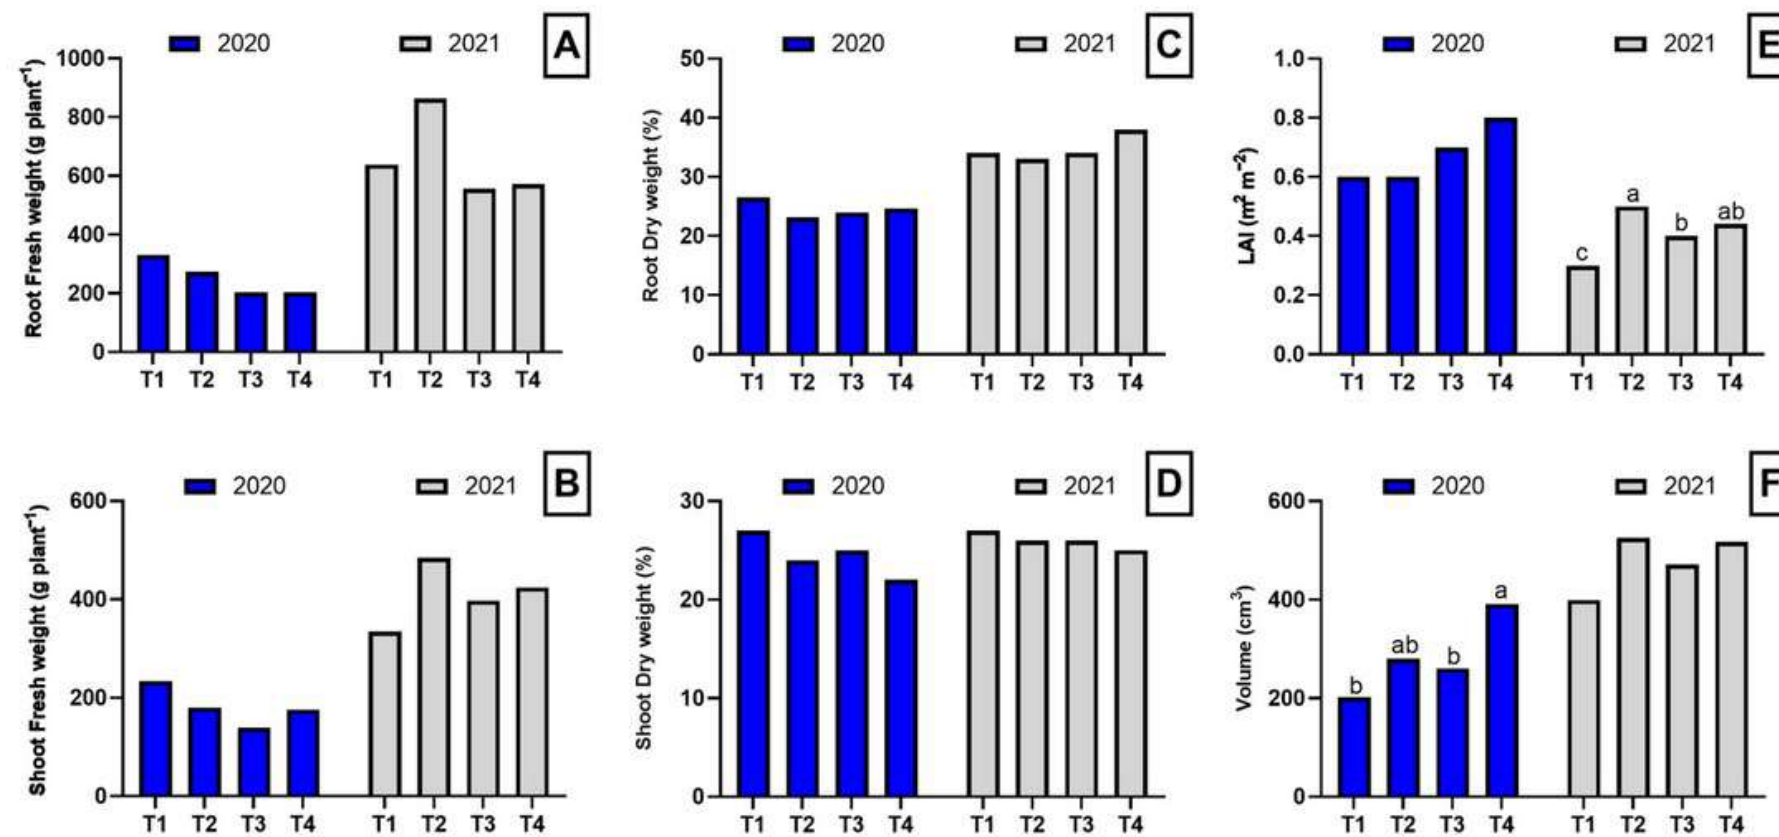 2020 2021 A
Root Fresh weight (g plant⁻¹)
1000
800
600
400
200
0
T1 T2 T3 T4 T1 T2 T3 T4
2020 2021 C
Root Dry weight (%)
50
40
30
20
10
0
T1 T2 T3 T4 T1 T2 T3 T4
2020 2021 E
LAI (m² m⁻²)
1.0
0.8
0.6
0.4
0.2
0.0
c a b ab
T1 T2 T3 T4 T1 T2 T3 T4
2020 2021 B
Shoot Fresh weight (g plant⁻¹)
600
400
200
0
T1 T2 T3 T4 T1 T2 T3 T4
2020 2021 D
Shoot Dry weight (%)
30
20
10
0
T1 T2 T3 T4 T1 T2 T3 T4
2020 2021 F
Volume (cm³)
600
400
200
0
b ab b a
T1 T2 T3 T4 T1 T2 T3 T4